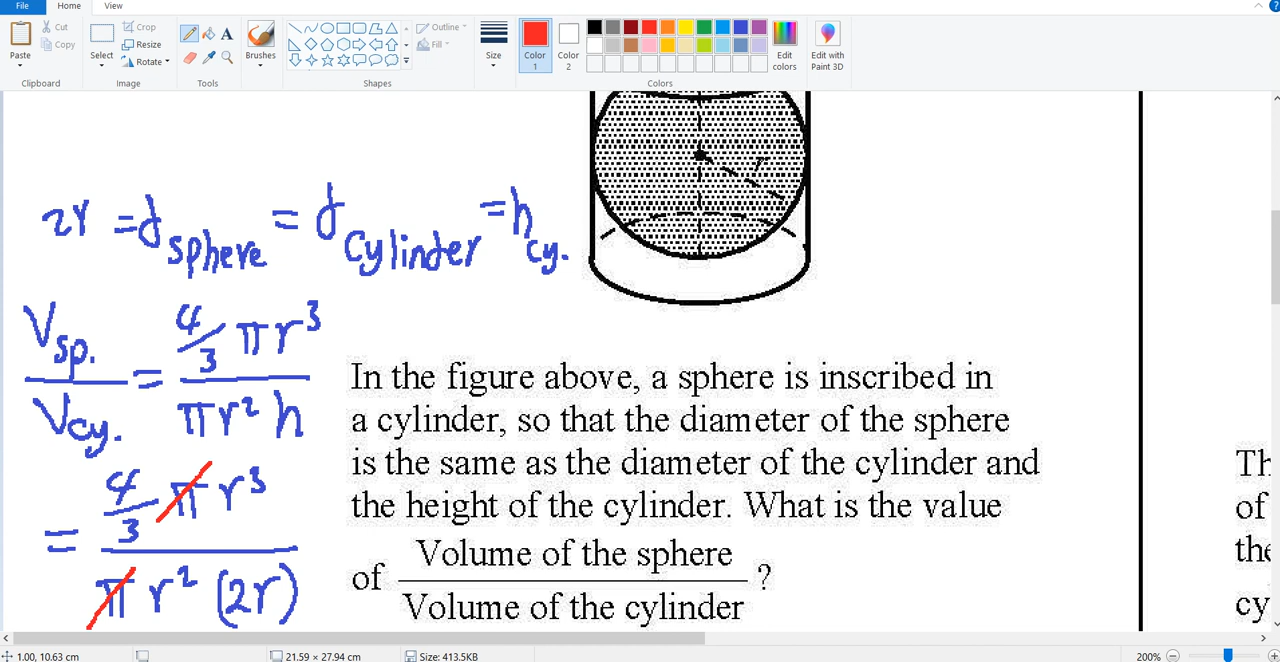 File Home View
Paste Cut Copy
Select Crop Resize Rotate
A
Brushes
Outline Fill
Size
Color 1
Color 2
Edit colors
Edit with Paint 3D
Clipboard Image Tools Shapes Colors
r
2r = d sphere = d cylinder = h cy.
V sp. / V cy. = 4/3 π r³ / π r² h
= 4/3 π r³ / π r² (2r)
In the figure above, a sphere is inscribed in
a cylinder, so that the diameter of the sphere
is the same as the diameter of the cylinder and
the height of the cylinder. What is the value
of Volume of the sphere / Volume of the cylinder ?
Th
of
the
cy
1.00, 10.63 cm 21.59 × 27.94 cm Size: 413.5KB 200%